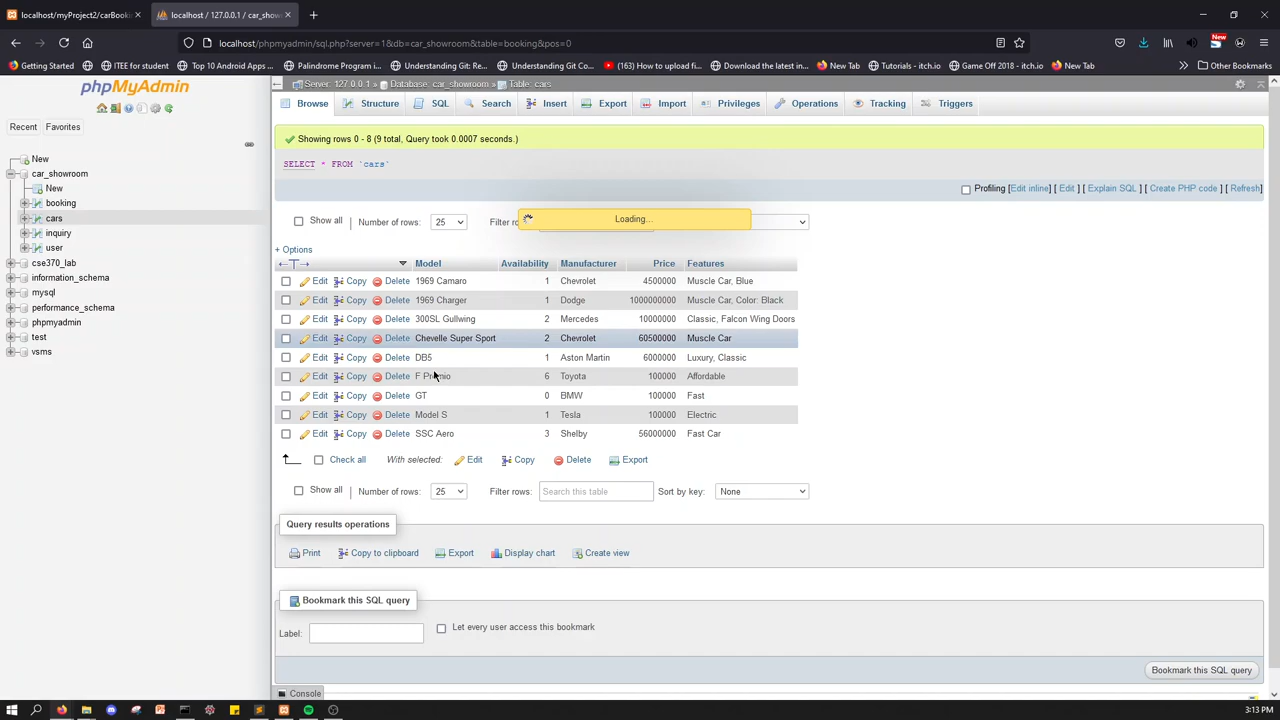 localhost/myProject2/carBooki
localhost / 127.0.0.1 / car_show
localhost/phpmyadmin/sql.php?server=1&db=car_showroom&table=booking&pos=0
Getting Started
ITEE for student
Top 10 Android Apps ...
Palindrome Program i...
Understanding Git: Re...
Understanding Git Co...
(163) How to upload fi...
Download the latest in...
New Tab
Tutorials - itch.io
Game Off 2018 - itch.io
New Tab
Other Bookmarks
phpMyAdmin
Recent
Favorites
New
car_showroom
New
booking
cars
inquiry
user
cse370_lab
information_schema
mysql
performance_schema
phpmyadmin
test
vsms
Server: 127.0.0.1 » Database: car_showroom » Table: cars
Browse Structure SQL Search Insert Export Import Privileges Operations Tracking Triggers
Showing rows 0 - 8 (9 total, Query took 0.0007 seconds.)
SELECT * FROM `cars`
Profiling [Edit inline] [ Edit ] [ Explain SQL ] [ Create PHP code ] [ Refresh]
Show all | Number of rows: 25 Filter ro
Loading...
+ Options
Model Availability Manufacturer Price Features
Edit Copy Delete 1969 Camaro 1 Chevrolet 4500000 Muscle Car, Blue
Edit Copy Delete 1969 Charger 1 Dodge 1000000000 Muscle Car, Color: Black
Edit Copy Delete 300SL Gullwing 2 Mercedes 10000000 Classic, Falcon Wing Doors
Edit Copy Delete Chevelle Super Sport 2 Chevrolet 60500000 Muscle Car
Edit Copy Delete DB5 1 Aston Martin 6000000 Luxury, Classic
Edit Copy Delete F Premio 6 Toyota 100000 Affordable
Edit Copy Delete GT 0 BMW 100000 Fast
Edit Copy Delete Model S 1 Tesla 100000 Electric
Edit Copy Delete SSC Aero 3 Shelby 56000000 Fast Car
Check all With selected: Edit Copy Delete Export
Show all | Number of rows: 25 Filter rows: Search this table Sort by key: None
Query results operations
Print Copy to clipboard Export Display chart Create view
Bookmark this SQL query
Label: Let every user access this bookmark
Bookmark this SQL query
Console
3:13 PM